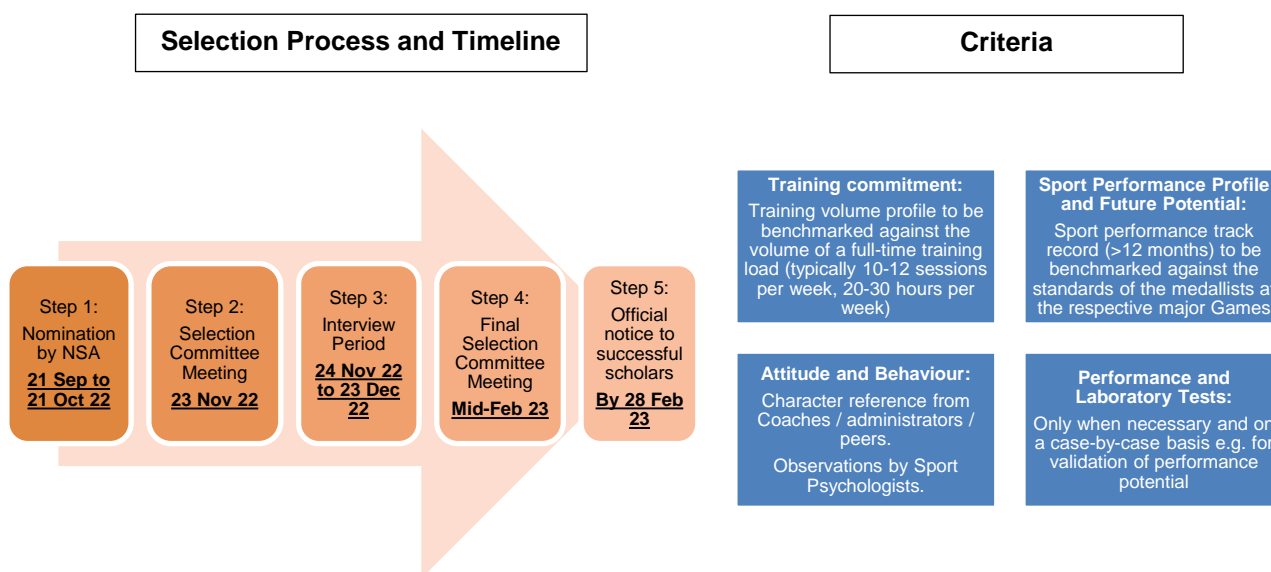 Selection Process and Timeline
Criteria
Step 1:
Nomination
by NSA
21 Sep to
21 Oct 22
Step 2:
Selection
Committee
Meeting
23 Nov 22
Step 3:
Interview
Period
24 Nov 22
to 23 Dec
22
Step 4:
Final
Selection
Committee
Meeting
Mid-Feb 23
Step 5:
Official
notice to
successful
scholars
By 28 Feb
23
Training commitment:
Training volume profile to be
benchmarked against the
volume of a full-time training
load (typically 10-12 sessions
per week, 20-30 hours per
week)
Sport Performance Profile
and Future Potential:
Sport performance track
record (>12 months) to be
benchmarked against the
standards of the medallists at
the respective major Games
Attitude and Behaviour:
Character reference from
Coaches / administrators /
peers.
Observations by Sport
Psychologists.
Performance and
Laboratory Tests:
Only when necessary and on
a case-by-case basis e.g. for
validation of performance
potential